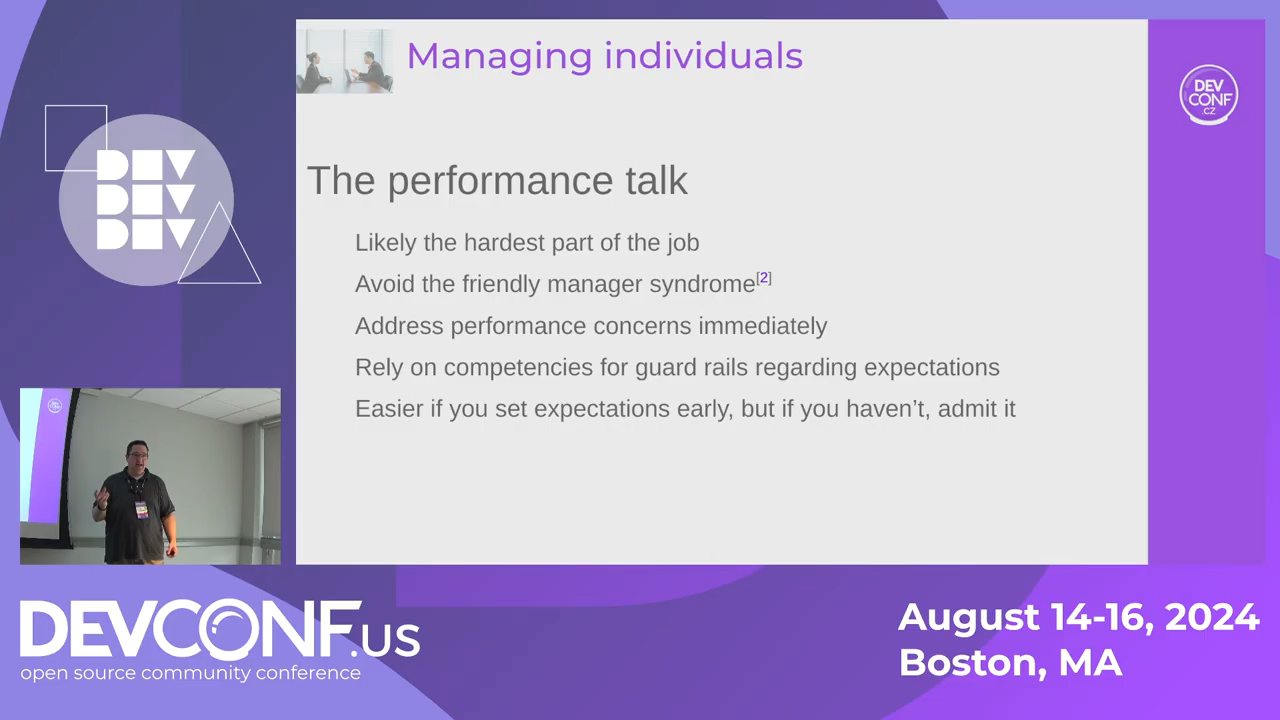 Managing individuals
DEV
CONF
.CZ
DEV
DEV
DEV
The performance talk
Likely the hardest part of the job
Avoid the friendly manager syndrome[2]
Address performance concerns immediately
Rely on competencies for guard rails regarding expectations
Easier if you set expectations early, but if you haven’t, admit it
DEVCONF.US
open source community conference
August 14-16, 2024
Boston, MA